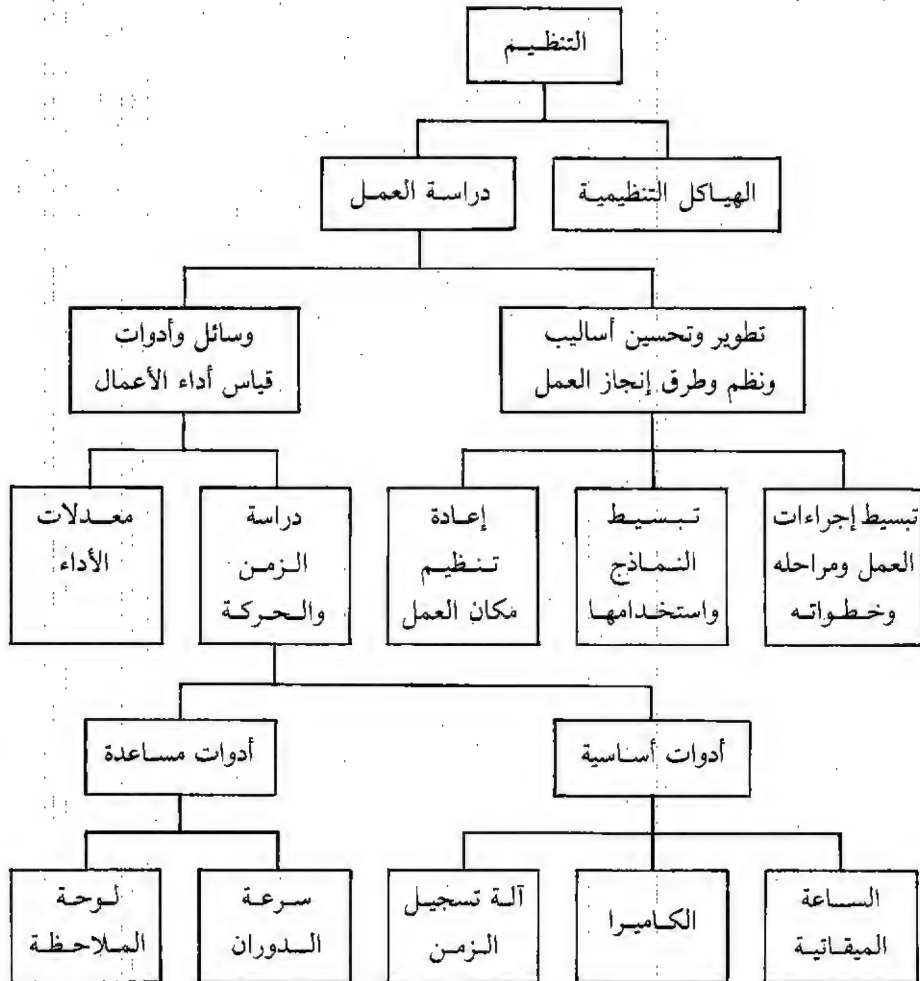 التنظيم
الهياكل التنظيمية
دراسة العمل
تطوير وتحسين أساليب
ونظم وطرق إنجاز العمل
وسائل وأدوات
قياس أداء الأعمال
تبسيط إجراءات
العمل ومراحله
وخطواته
تبسيط
النماذج
واستخدامها
إعادة
تنظيم
مكان العمل
دراسة
الزمن
والحركة
معدلات
الأداء
أدوات أساسية
أدوات مساعدة
الساعة
الميقاتية
الكاميرا
آلة تسجيل
الزمن
سرعة
الدوران
لوحة
الملاحظة